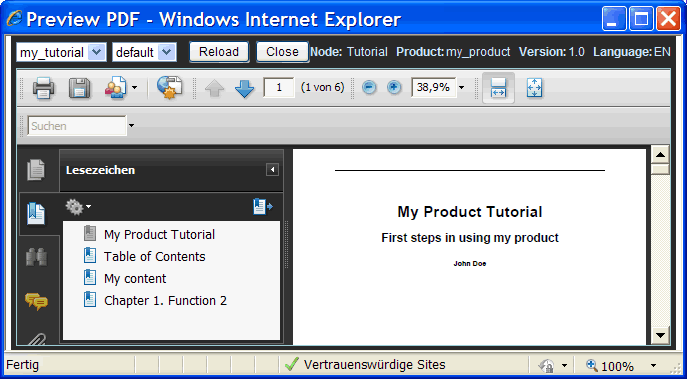 Preview PDF - Windows Internet Explorer
my_tutorial default Reload Close Node: Tutorial Product: my_product Version: 1.0 Language: EN
1 (1 von 6) 38,9%
Suchen
Lesezeichen
My Product Tutorial
Table of Contents
My content
Chapter 1. Function 2
My Product Tutorial
First steps in using my product
John Doe
Fertig Vertrauenswürdige Sites 100%